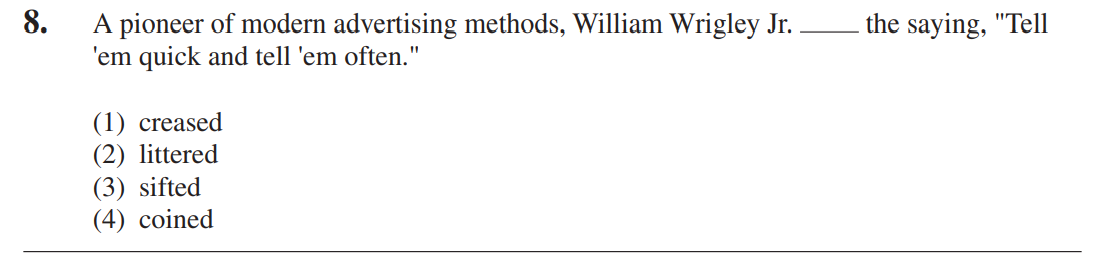 8. A pioneer of modern advertising methods, William Wrigley Jr. _____ the saying, "Tell
'em quick and tell 'em often."
(1) creased
(2) littered
(3) sifted
(4) coined